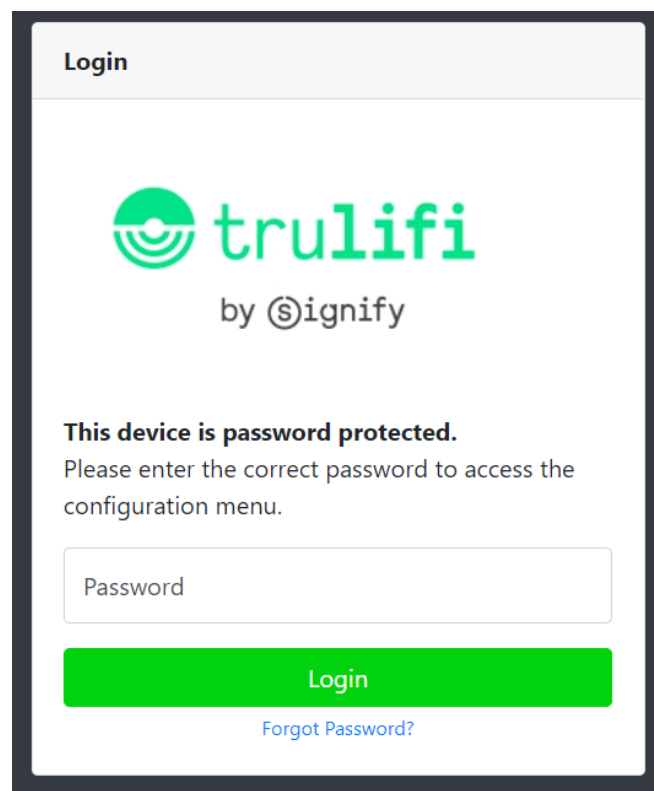 Login
trulifi
by signify
This device is password protected.
Please enter the correct password to access the
configuration menu.
Password
Login
Forgot Password?